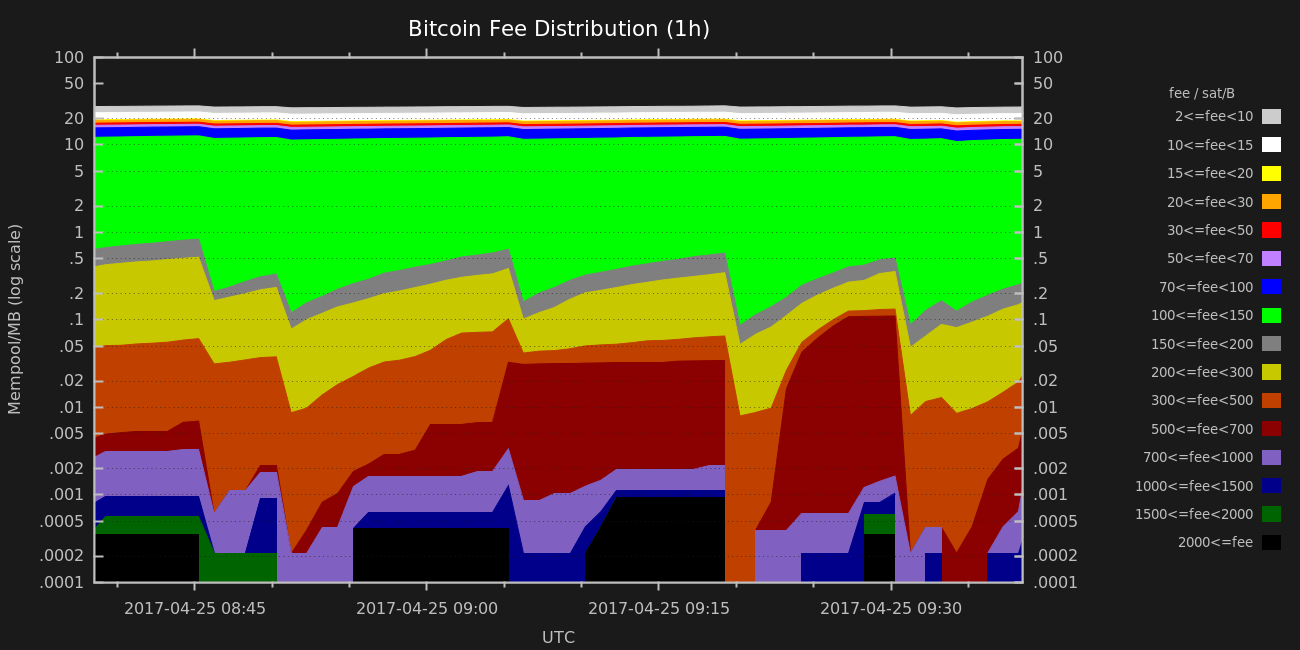 Bitcoin Fee Distribution (1h)
100
50
20
10
5
2
1
.5
.2
.1
.05
.02
.01
.005
.002
.001
.0005
.0002
.0001
Mempool/MB (log scale)
100
50
20
10
5
2
1
.5
.2
.1
.05
.02
.01
.005
.002
.001
.0005
.0002
.0001
2017-04-25 08:45
2017-04-25 09:00
2017-04-25 09:15
2017-04-25 09:30
UTC
fee / sat/B
2<=fee<10
10<=fee<15
15<=fee<20
20<=fee<30
30<=fee<50
50<=fee<70
70<=fee<100
100<=fee<150
150<=fee<200
200<=fee<300
300<=fee<500
500<=fee<700
700<=fee<1000
1000<=fee<1500
1500<=fee<2000
2000<=fee